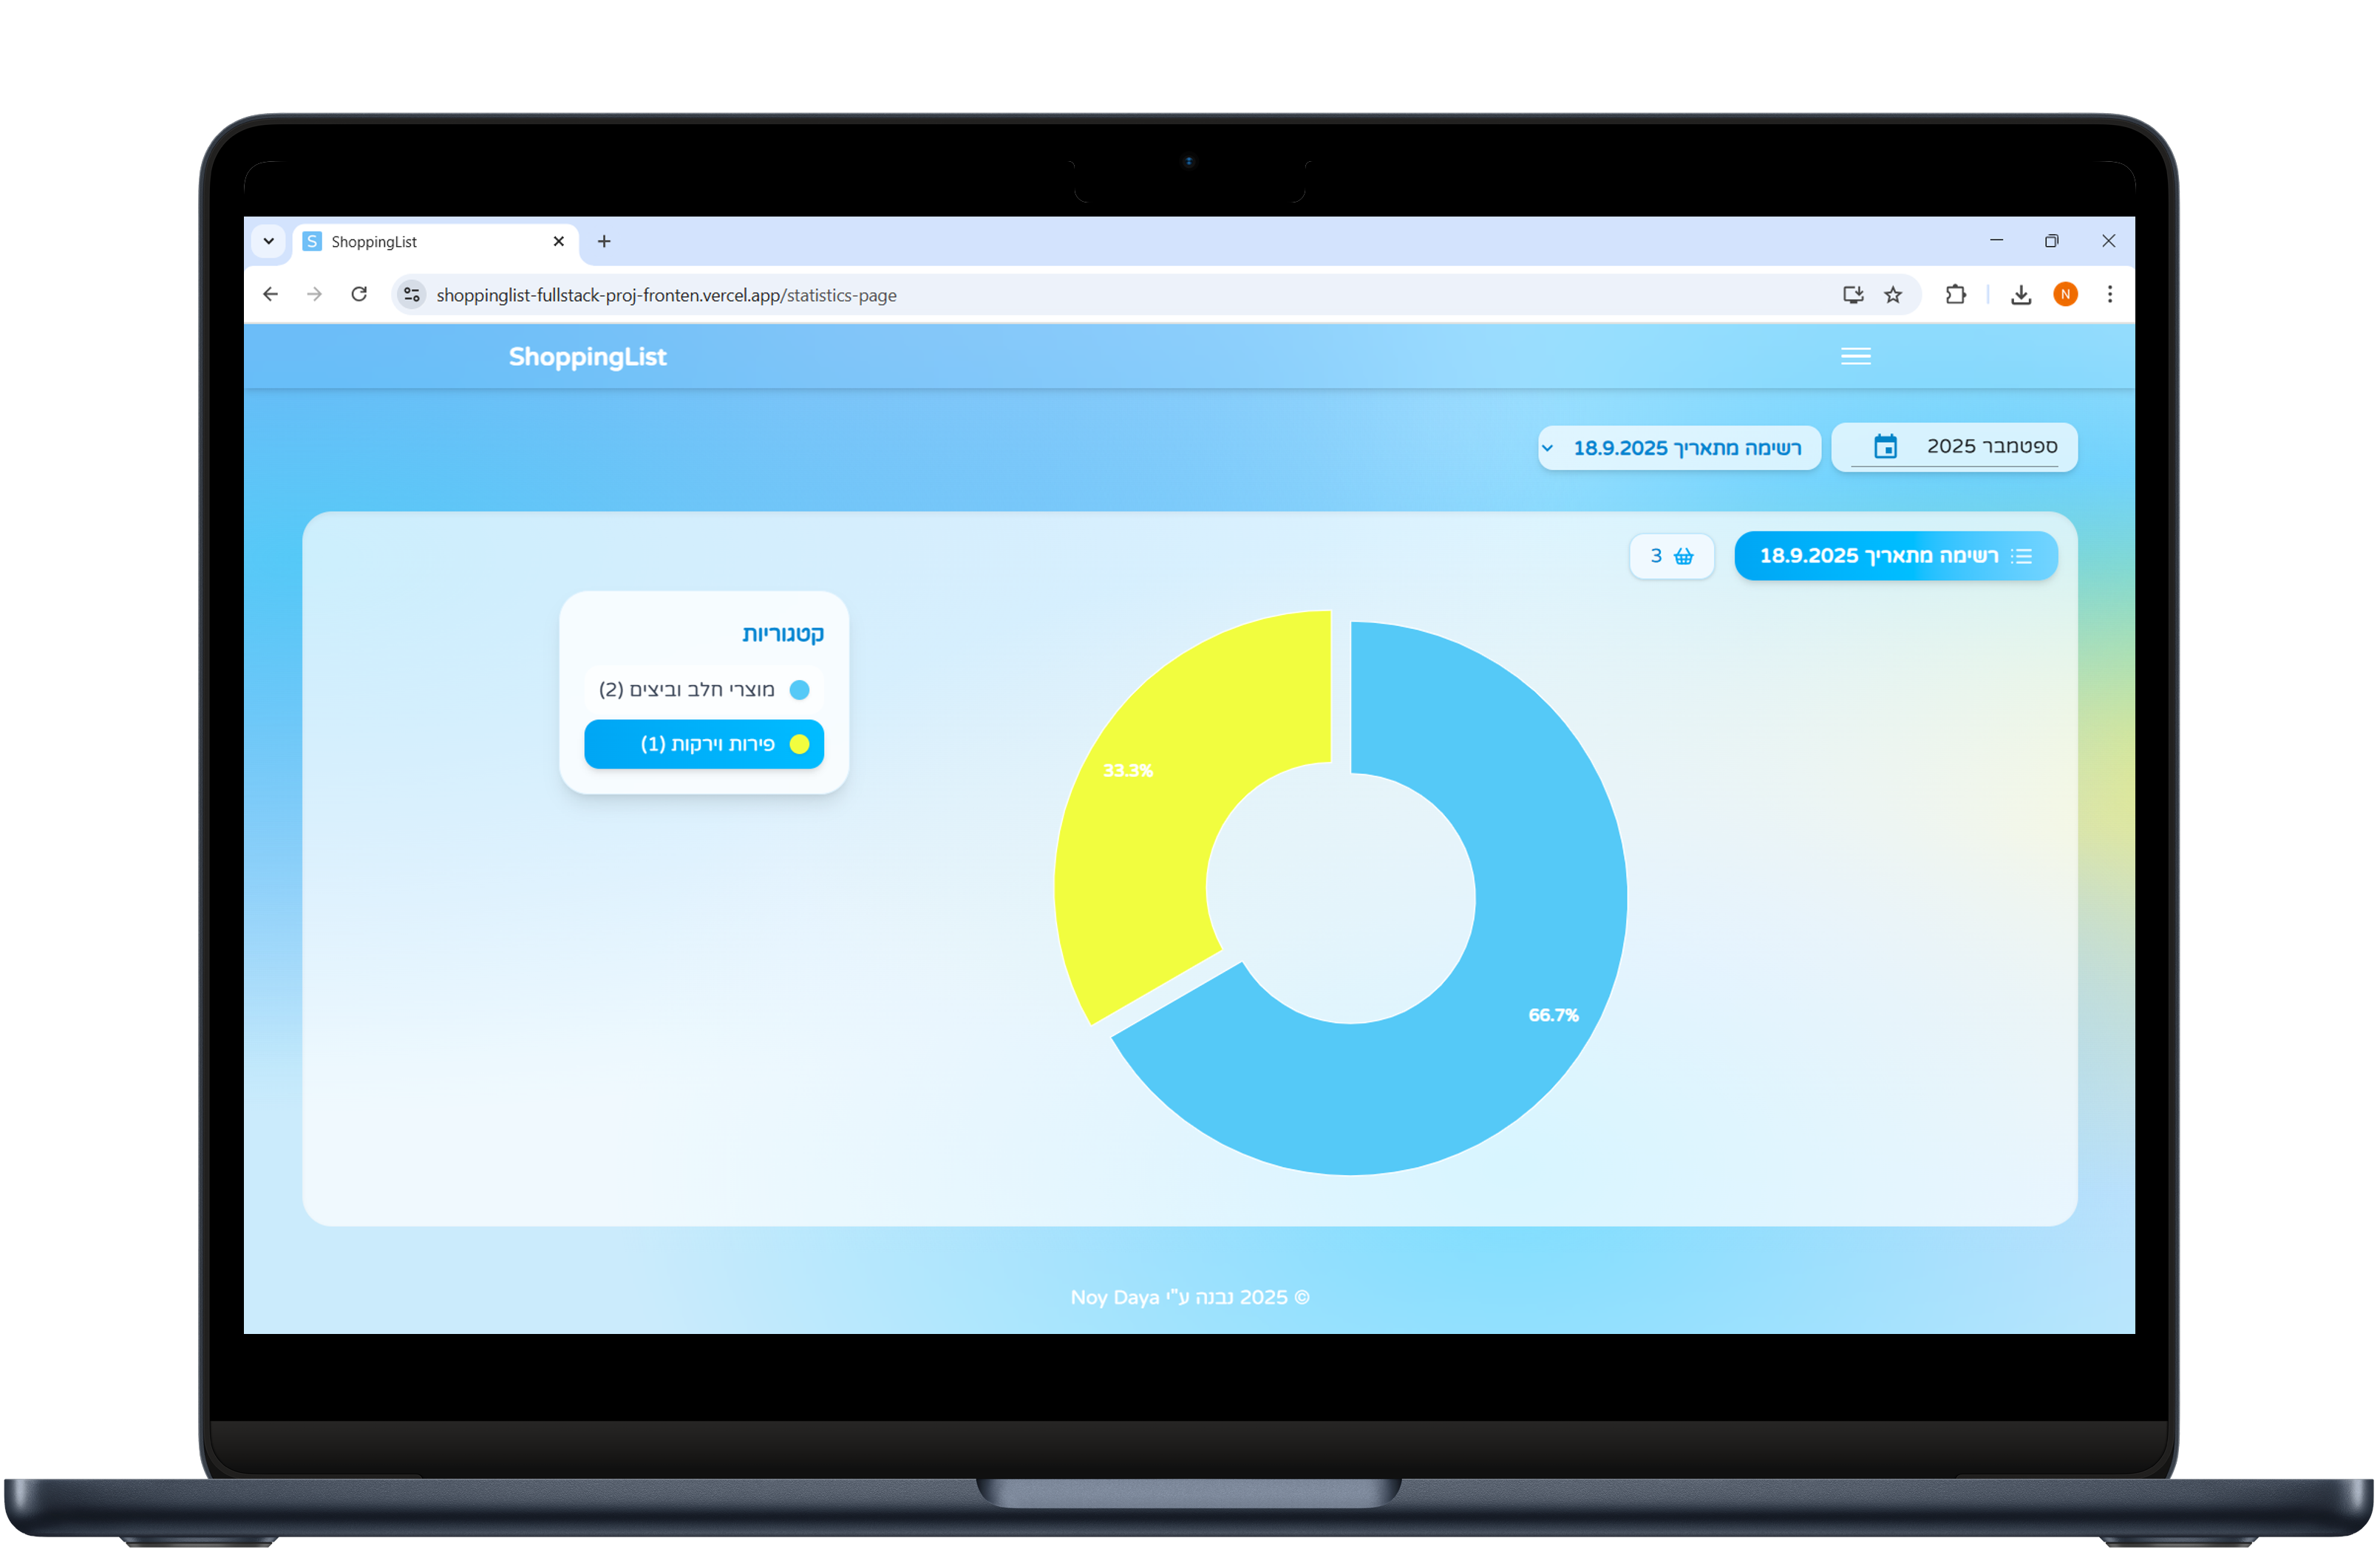 ShoppingList
shoppinglist-fullstack-proj-fronten.vercel.app/statistics-page
N
ShoppingList
ספטמבר 2025
רשימה מתאריך 18.9.2025
רשימה מתאריך 18.9.2025
3
קטגוריות
מוצרי חלב וביצים (2)
פירות וירקות (1)
33.3%
66.7%
© 2025 נבנה ע"י Noy Daya